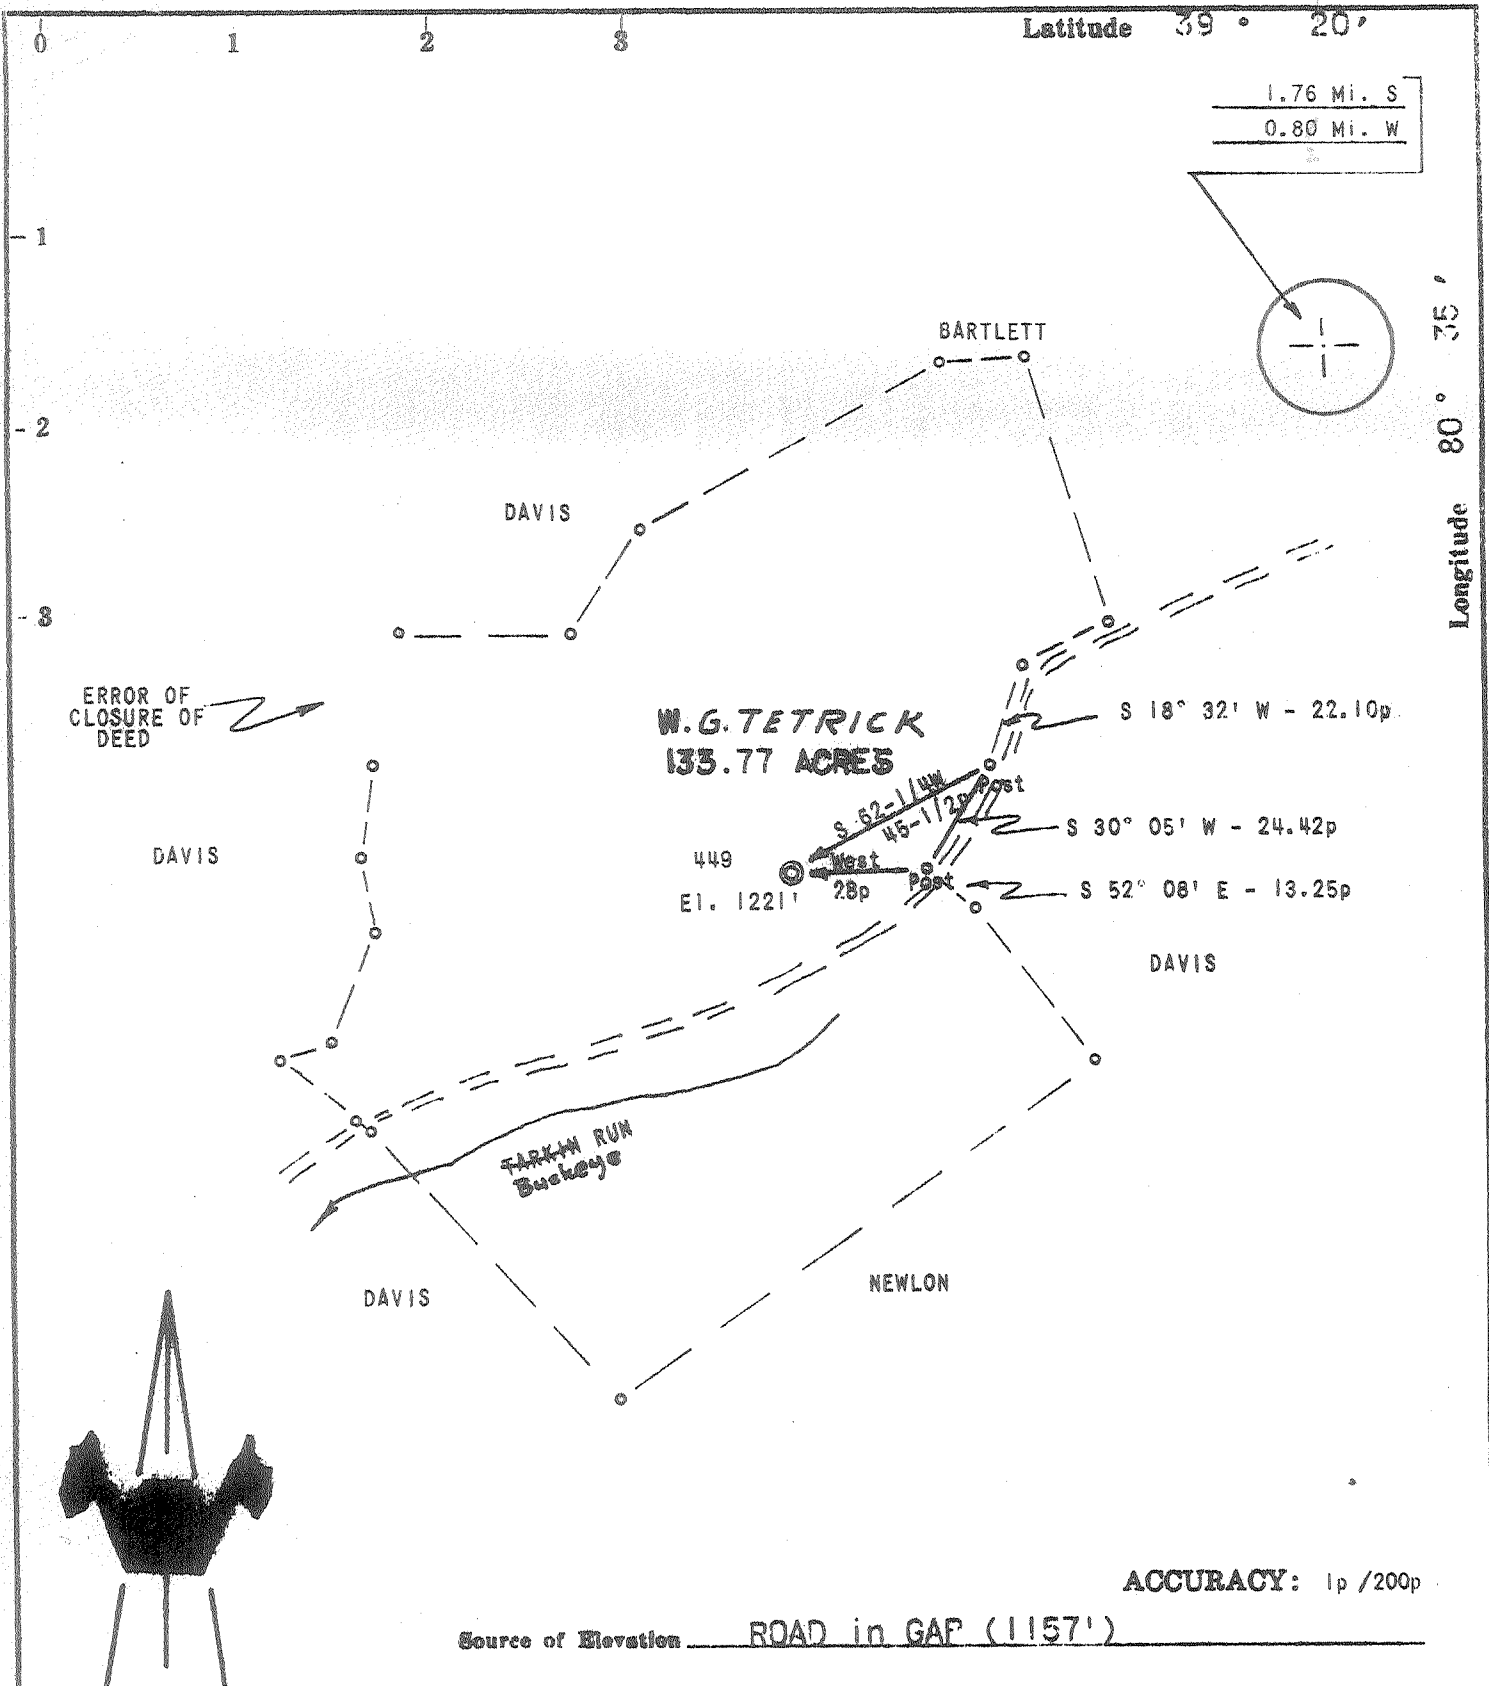 0 1 2 3 Latitude 39 ° 20'
1.76 Mi. S
0.80 Mi. W
- 1
- 2
- 3
Longitude 80 ° 35 '
BARTLETT
DAVIS
ERROR OF
CLOSURE OF
DEED
W.G. TETRICK
133.77 ACRES
S 18° 32' W - 22.10p
Post
S 62-1/4W
45-1/2p
S 30° 05' W - 24.42p
DAVIS
449
El. 1221'
West
28p
Post
S 52° 08' E - 13.25p
DAVIS
TARKIN RUN
Buckeye
DAVIS
NEWLON
ACCURACY: 1p /200p
Source of Elevation ROAD in GAP (1157')